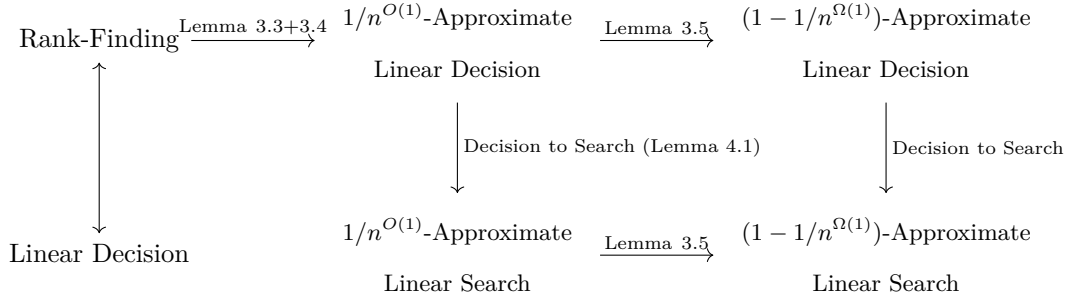 Rank-Finding
Lemma 3.3+3.4
$1/n^{O(1)}$-Approximate
Linear Decision
Lemma 3.5
$(1 - 1/n^{\Omega(1)})$-Approximate
Linear Decision
Decision to Search (Lemma 4.1)
Decision to Search
Linear Decision
$1/n^{O(1)}$-Approximate
Linear Search
Lemma 3.5
$(1 - 1/n^{\Omega(1)})$-Approximate
Linear Search